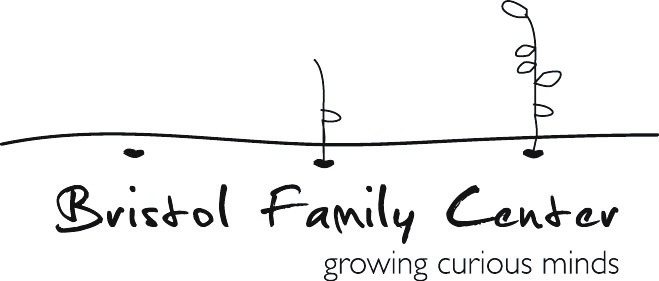 Bristol Family Center
growing curious minds